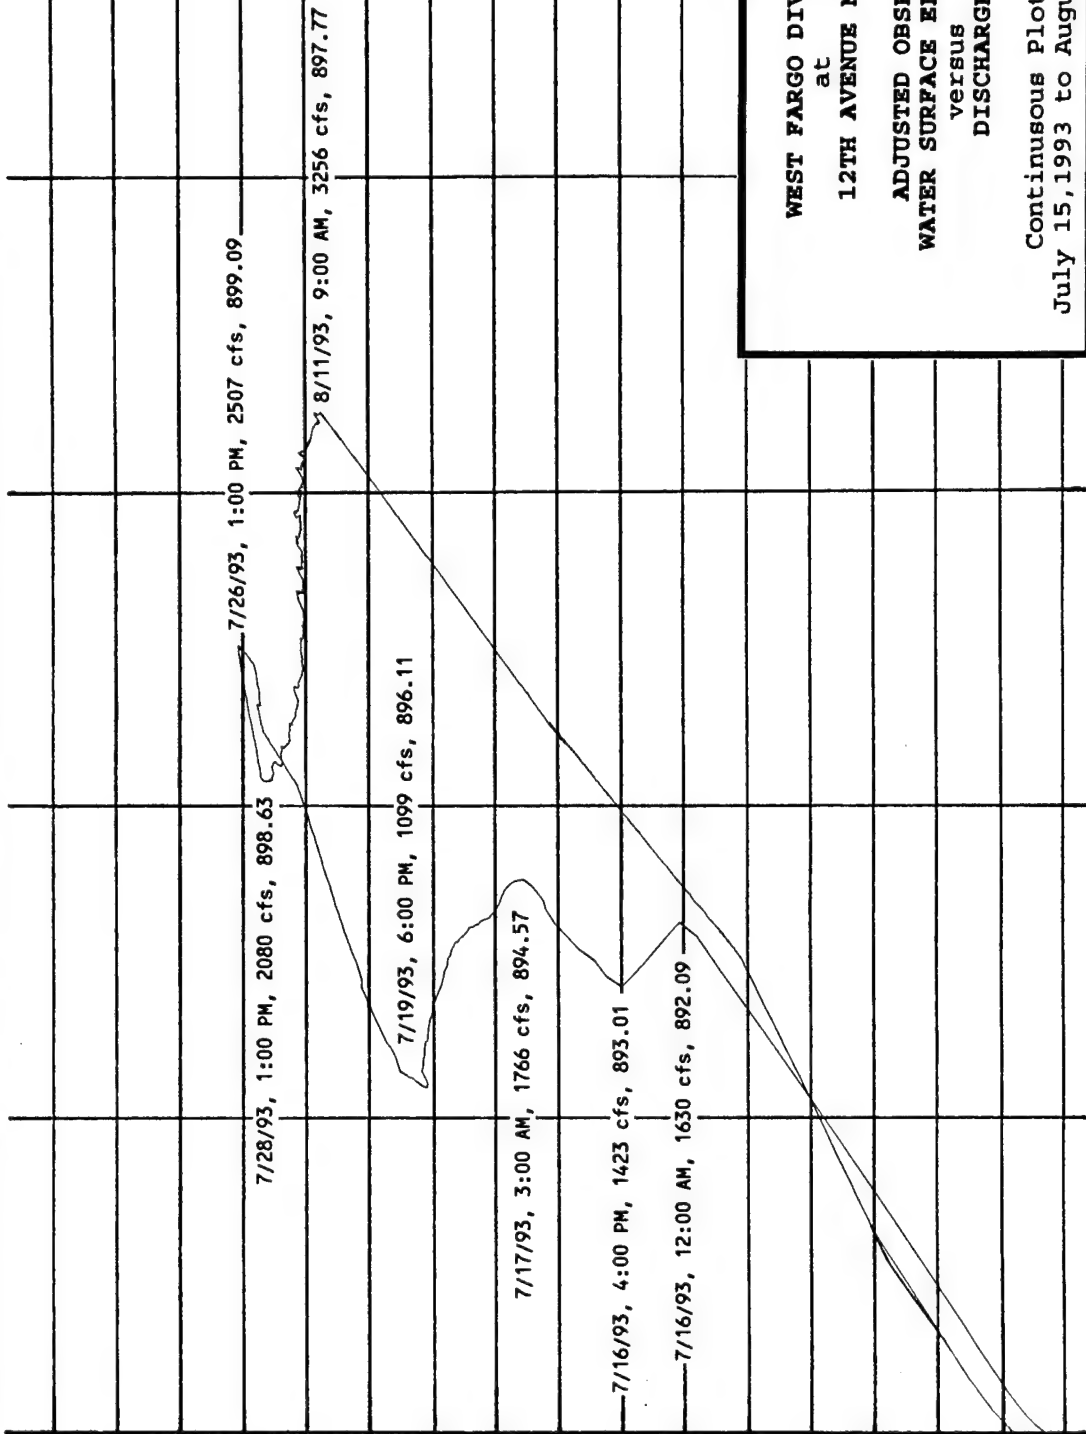 7/26/93, 1:00 PM, 2507 cfs, 899.09
8/11/93, 9:00 AM, 3256 cfs, 897.77
7/28/93, 1:00 PM, 2080 cfs, 898.63
7/19/93, 6:00 PM, 1099 cfs, 896.11
7/17/93, 3:00 AM, 1766 cfs, 894.57
7/16/93, 4:00 PM, 1423 cfs, 893.01
7/16/93, 12:00 AM, 1630 cfs, 892.09
WEST FARGO DIV
at
12TH AVENUE
ADJUSTED OBS
WATER SURFACE
versus
DISCHARGE
Continusous Plot
July 15,1993 to Augu